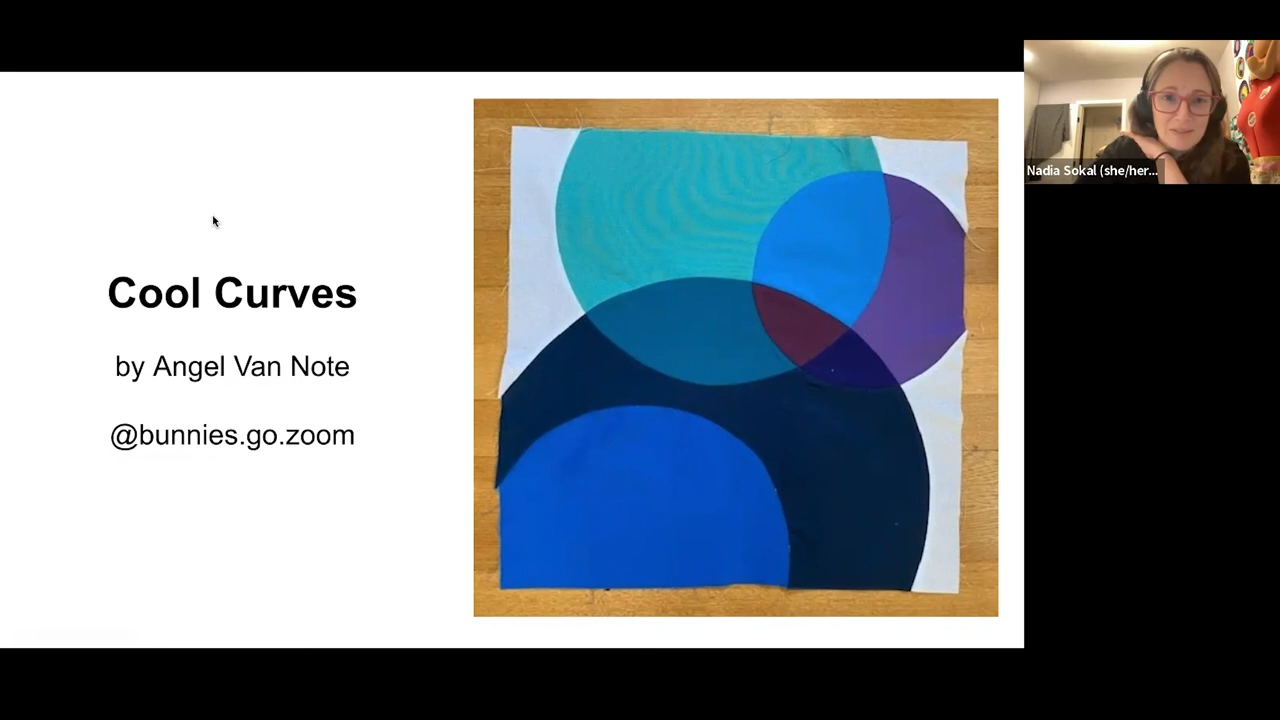 Cool Curves
by Angel Van Note
@bunnies.go.zoom
Nadia Sokal (she/her...